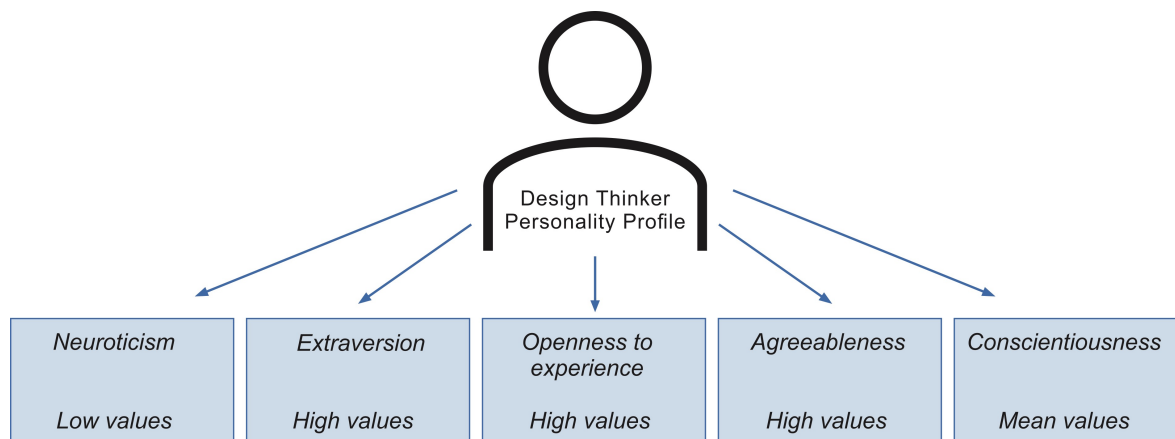 Design Thinker
Personality Profile
Neuroticism
Low values
Extraversion
High values
Openness to
experience
High values
Agreeableness
High values
Conscientiousness
Mean values